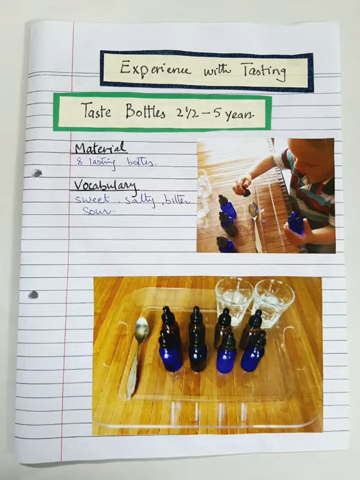 Experience with Tasting
Taste Bottles 2½ – 5 years.
Material
8 tasting bottles.
Vocabulary
sweet, salty, bitter
sour.